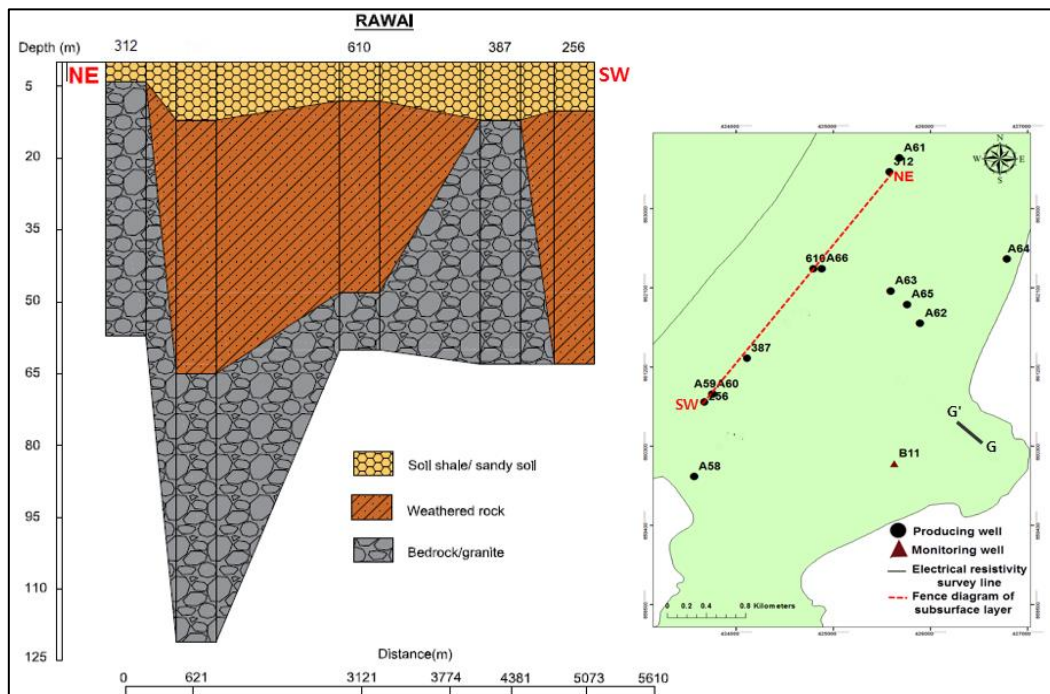 RAWAI
Depth (m)
312
610
387
256
NE
SW
5
20
35
50
65
80
95
110
125
Soil shale/ sandy soil
Weathered rock
Bedrock/granite
Distance(m)
0
621
3121
3774
4381
5073
5610
N
W
E
S
A61
312
NE
A64
610
A66
A63
A65
A62
387
A59
A60
SW
256
G'
G
B11
A58
Producing well
Monitoring well
Electrical resistivity
survey line
Fence diagram of
subsurface layer
0 0.2 0.4 0.8 Kilometers